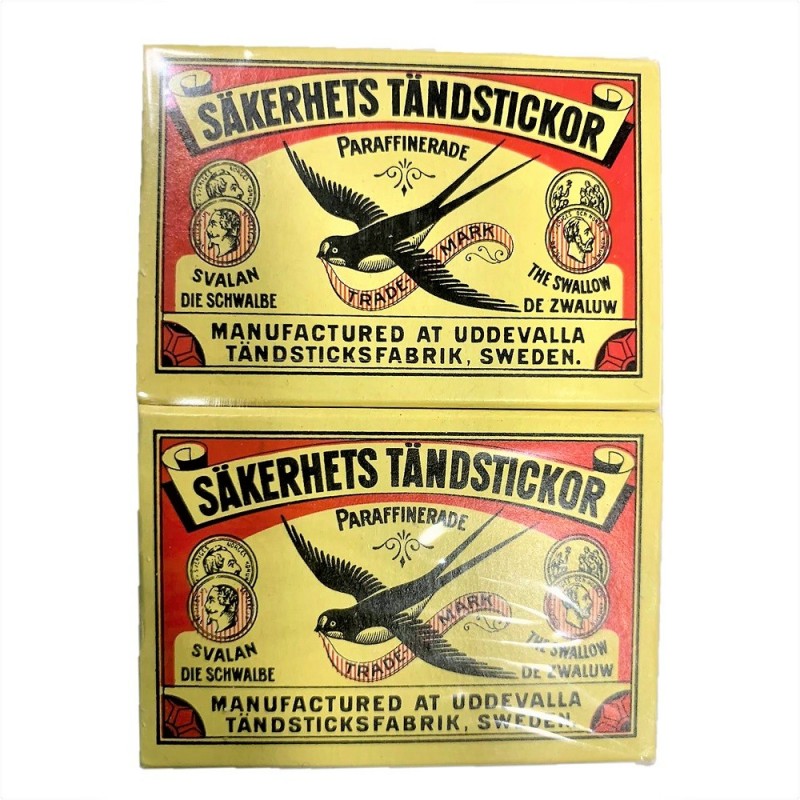 SÄKERHETS TÄNDSTICKOR
PARAFFINERADE
TRADE MARK
SVALAN
DIE SCHWALBE
THE SWALLOW
DE ZWALUW
MANUFACTURED AT UDDEVALLA
TÄNDSTICKSFABRIK, SWEDEN.
SÄKERHETS TÄNDSTICKOR
PARAFFINERADE
TRADE MARK
SVALAN
DIE SCHWALBE
THE SWALLOW
DE ZWALUW
MANUFACTURED AT UDDEVALLA
TÄNDSTICKSFABRIK, SWEDEN.